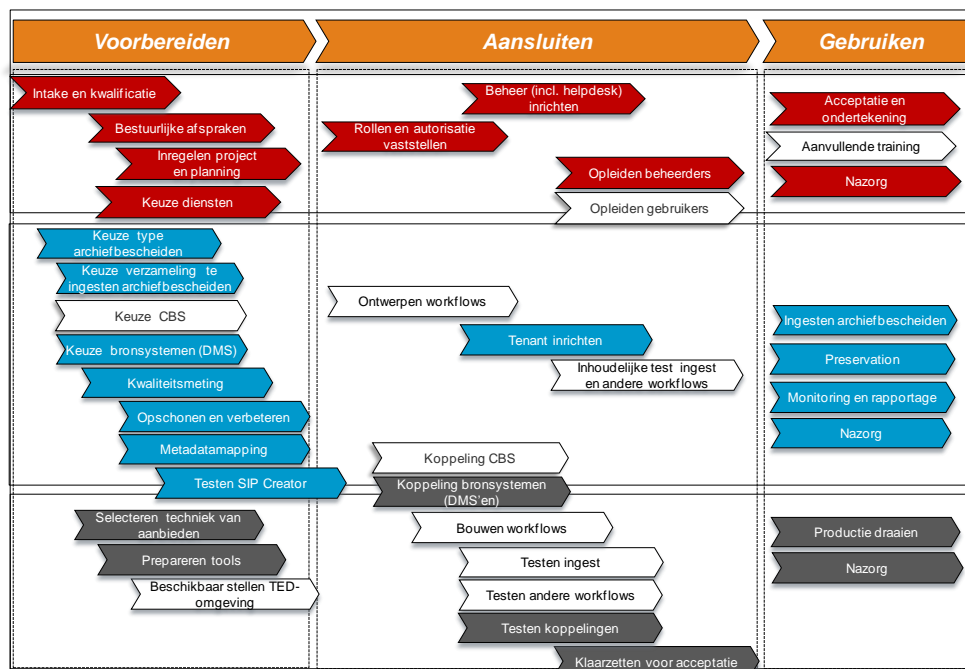 Voorbereiden
Aansluiten
Gebruiken
Intake en kwalificatie
Bestuurlijke afspraken
Inregelen project
en planning
Keuze diensten
Beheer (incl. helpdesk)
inrichten
Rollen en autorisatie
vaststellen
Opleiden beheerders
Opleiden gebruikers
Acceptatie en
ondertekening
Aanvullende training
Nazorg
Keuze type
archiefbescheiden
Keuze verzameling te
ingesten archiefbescheiden
Keuze CBS
Keuze bronsystemen (DMS)
Kwaliteitsmeting
Opschonen en verbeteren
Metadatamapping
Testen SIP Creator
Ontwerpen workflows
Tenant inrichten
Inhoudelijke test ingest
en andere workflows
Koppeling CBS
Koppeling bronsystemen
(DMS'en)
Ingesten archiefbescheiden
Preservation
Monitoring en rapportage
Nazorg
Selecteren techniek van
aanbieden
Prepareren tools
Beschikbaar stellen TED-
omgeving
Bouwen workflows
Testen ingest
Testen andere workflows
Testen koppelingen
Klaarzetten voor acceptatie
Productie draaien
Nazorg